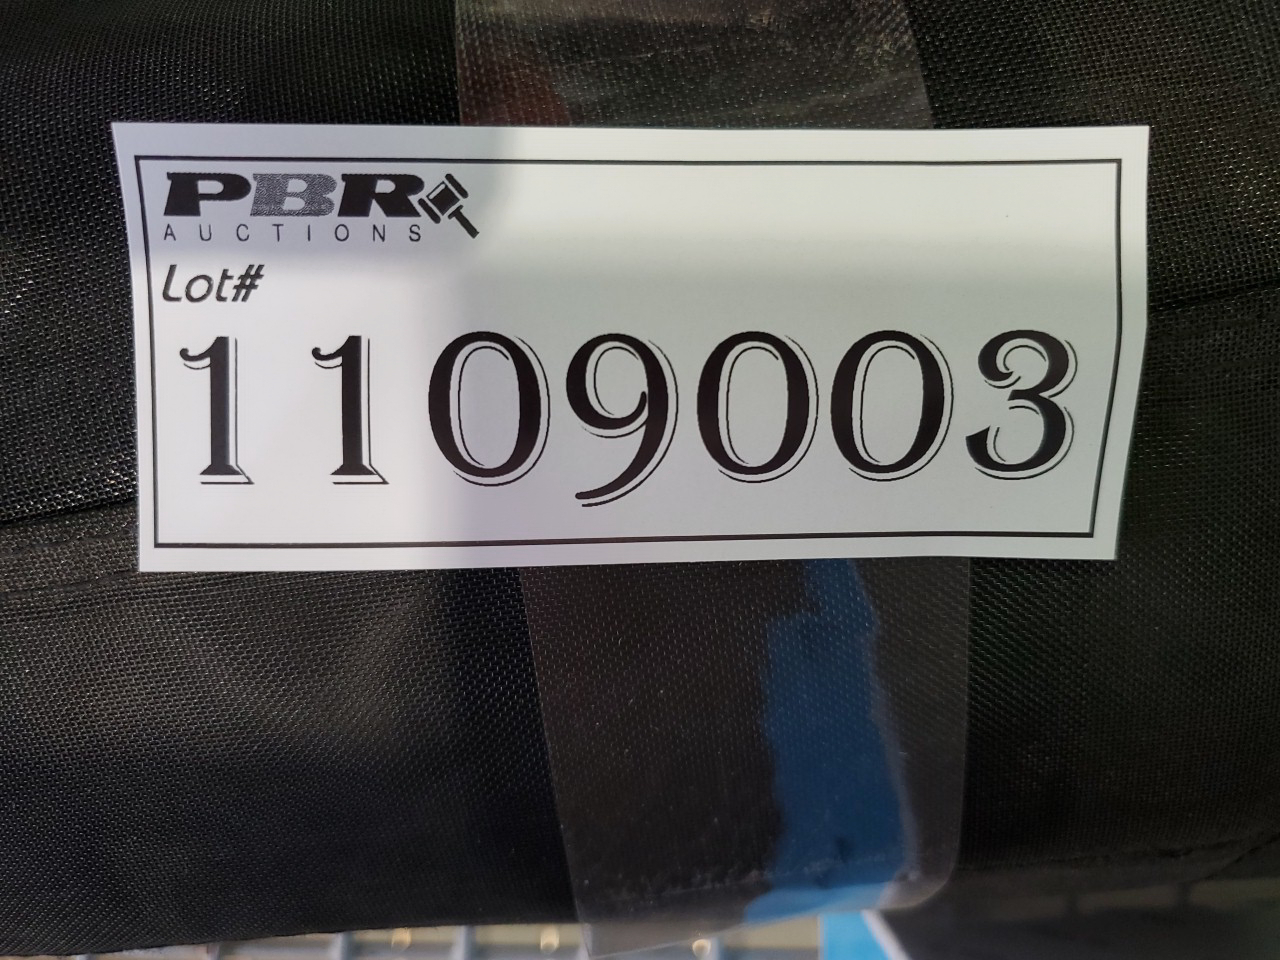 PBR
AUCTIONS
Lot#
1109003